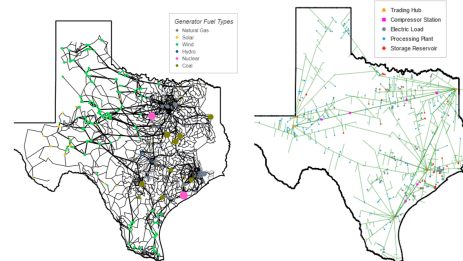 Generator Fuel Types
Natural Gas
Solar
Wind
Hydro
Nuclear
Coal
Trading Hub
Compressor Station
Electric Load
Processing Plant
Storage Reservoir